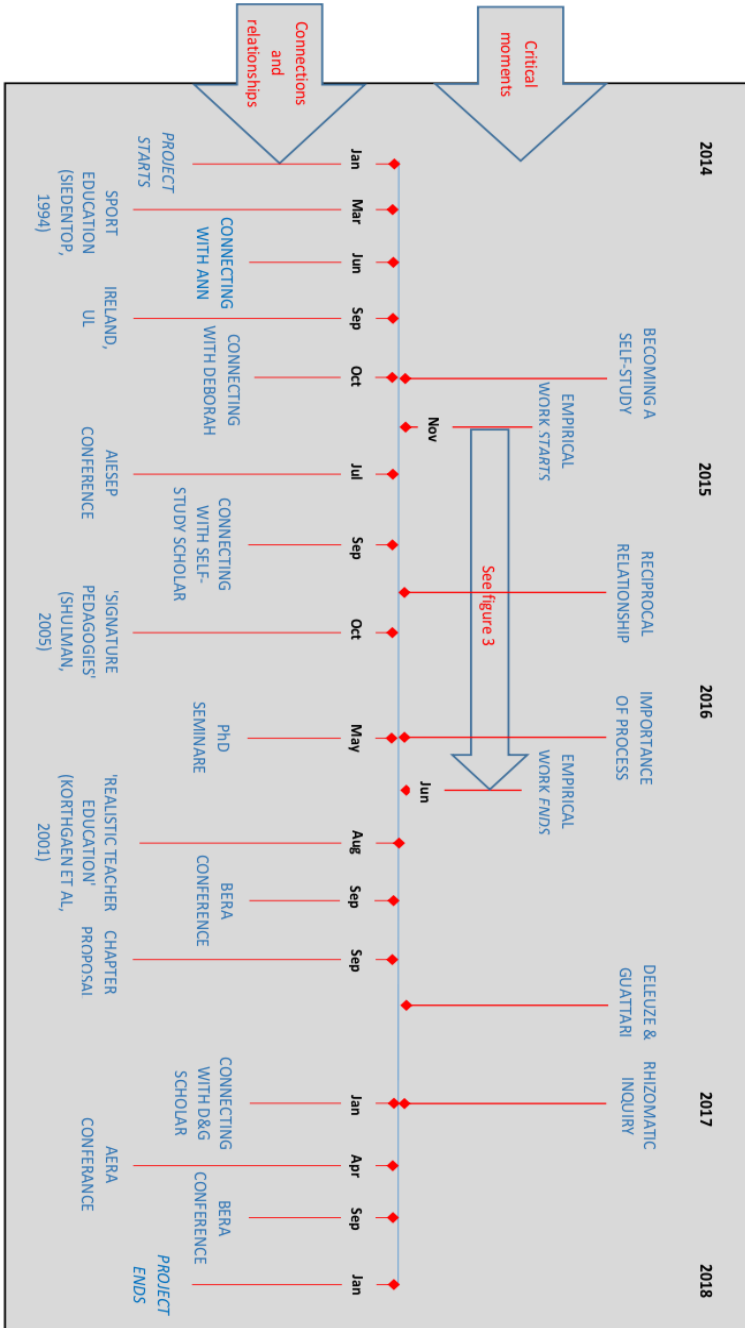 2014
2015
2016
2017
2018
Critical
moments
BECOMING A
SELF-STUDY
RECIPROCAL
RELATIONSHIP
IMPORTANCE
OF PROCESS
DELEUZE &
GUATTARI
RHIZOMATIC
INQUIRY
EMPIRICAL
WORK STARTS
See figure 3
EMPIRICAL
WORK ENDS
Nov
Jun
Jan
Mar
Jun
Sep
Oct
Jul
Sep
Oct
May
Aug
Sep
Sep
Jan
Apr
Sep
Jan
Connections
and
relationships
PROJECT
STARTS
SPORT
EDUCATION
(SIEDENTOP,
1994)
CONNECTING
WITH ANN
IRELAND,
UL
CONNECTING
WITH DEBORAH
AIESEP
CONFERENCE
CONNECTING
WITH SELF-
STUDY SCHOLAR
'SIGNATURE
PEDAGOGIES'
(SHULMAN,
2005)
PhD
SEMINARE
'REALISTIC TEACHER
EDUCATION'
(KORTHGAEN ET AL,
2001)
BERA
CONFERENCE
CHAPTER
PROPOSAI
CONNECTING
WITH D&G
SCHOLAR
AERA
CONFERANCE
BERA
CONFERENCE
PROJECT
ENDS